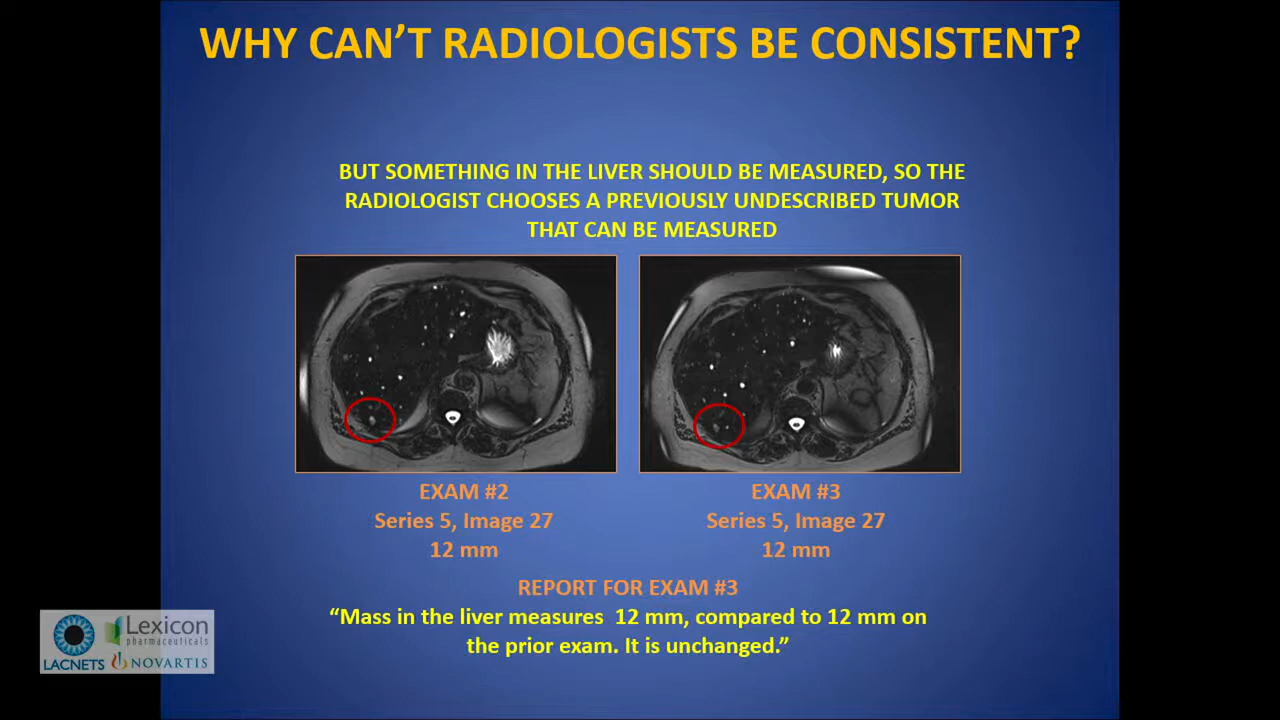 WHY CAN'T RADIOLOGISTS BE CONSISTENT?
BUT SOMETHING IN THE LIVER SHOULD BE MEASURED, SO THE
RADIOLOGIST CHOOSES A PREVIOUSLY UNDESCRIBED TUMOR
THAT CAN BE MEASURED
EXAM #2
Series 5, Image 27
12 mm
EXAM #3
Series 5, Image 27
12 mm
REPORT FOR EXAM #3
“Mass in the liver measures 12 mm, compared to 12 mm on
the prior exam. It is unchanged.”
Lexicon
pharmaceuticals
LACNETS
NOVARTIS